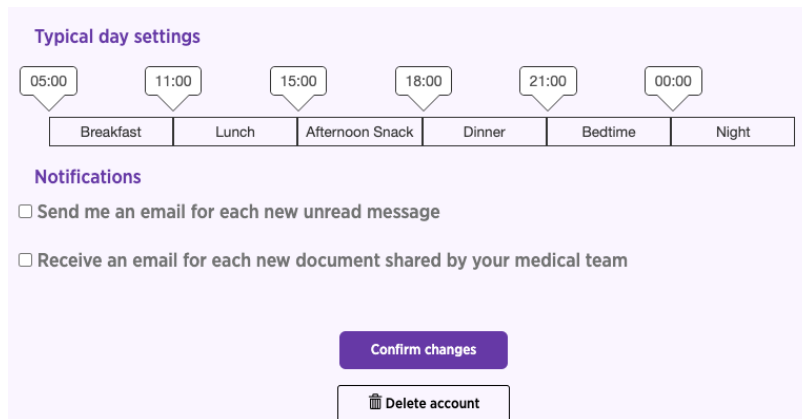 Typical day settings
05:00 11:00 15:00 18:00 21:00 00:00
Breakfast Lunch Afternoon Snack Dinner Bedtime Night
Notifications
Send me an email for each new unread message
Receive an email for each new document shared by your medical team
Confirm changes
Delete account